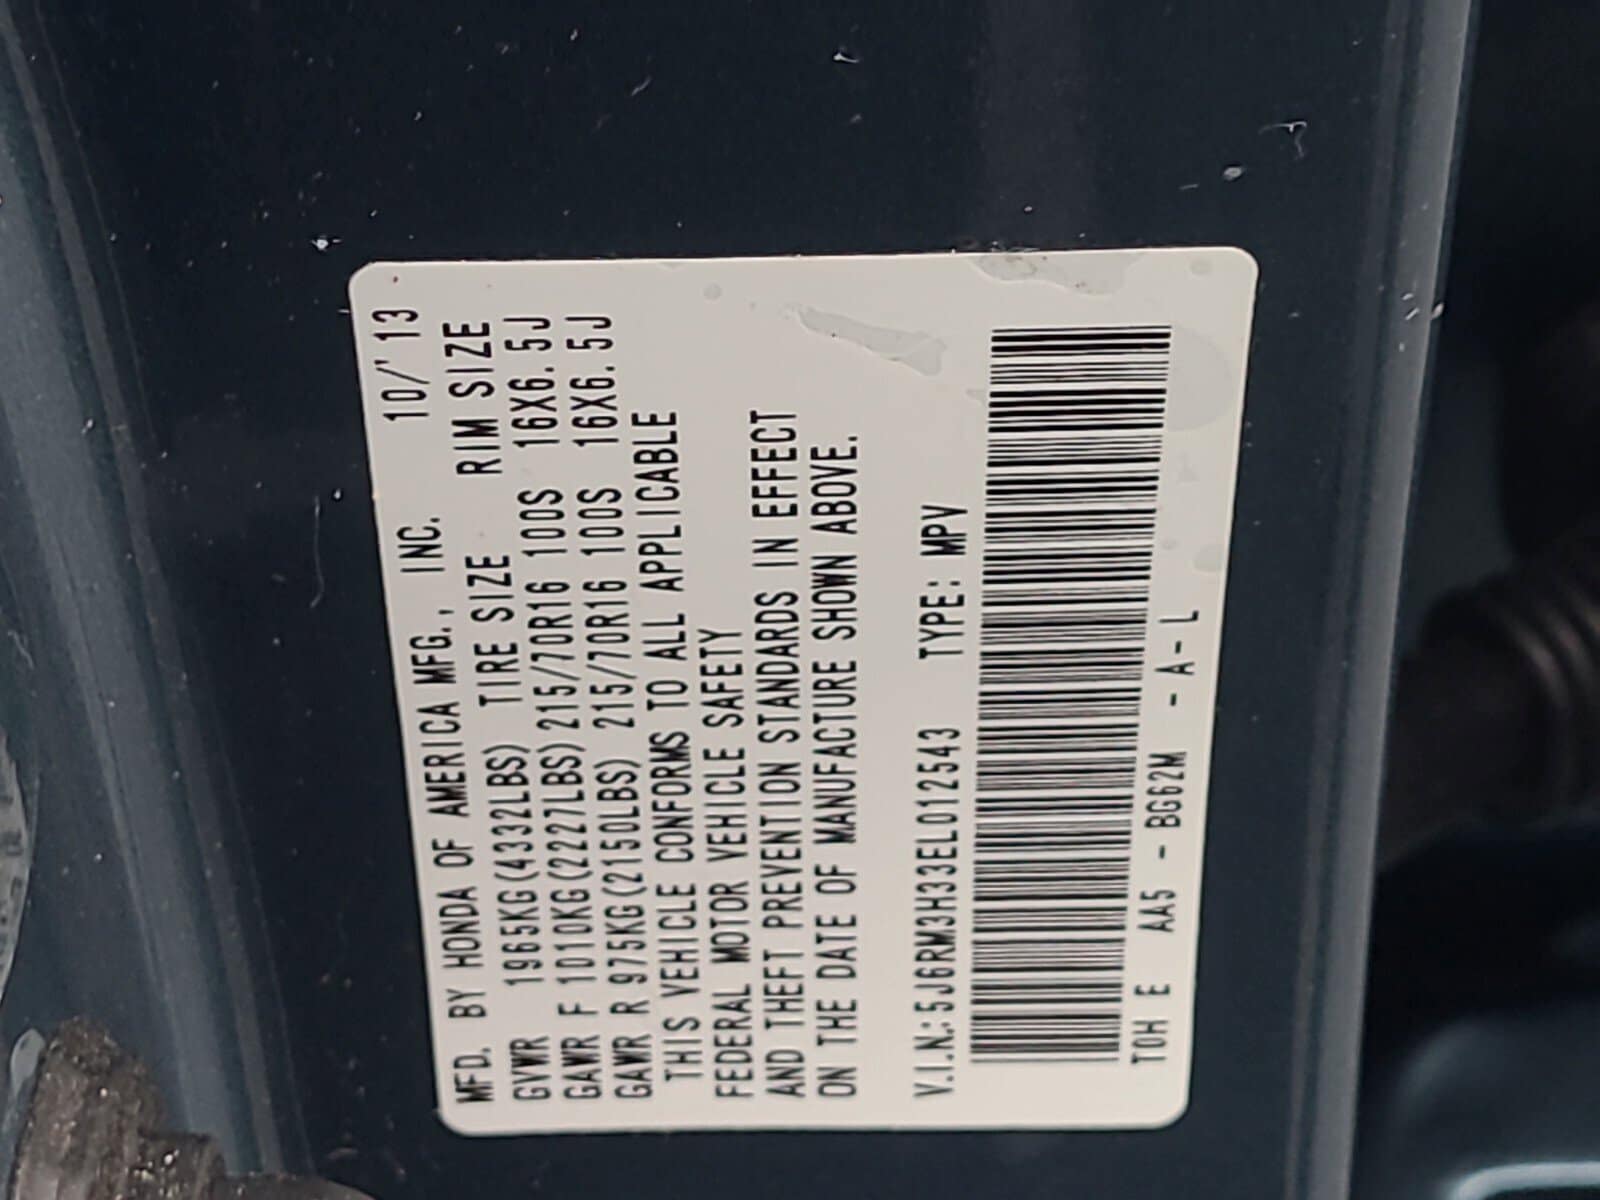 MFD. BY HONDA OF AMERICA MFG., INC. 10/'13
GVWR 1965KG(4332LBS) TIRE SIZE RIM SIZE
GAWR F 1010KG(2227LBS) 215/70R16 100S 16X6.5J
GAWR R 975KG(2150LBS) 215/70R16 100S 16X6.5J
THIS VEHICLE CONFORMS TO ALL APPLICABLE
FEDERAL MOTOR VEHICLE SAFETY
AND THEFT PREVENTION STANDARDS IN EFFECT
ON THE DATE OF MANUFACTURE SHOWN ABOVE.
V.I.N.:5J6RM3H33EL012543 TYPE: MPV
TOH E AA5 - BG62M - A-L